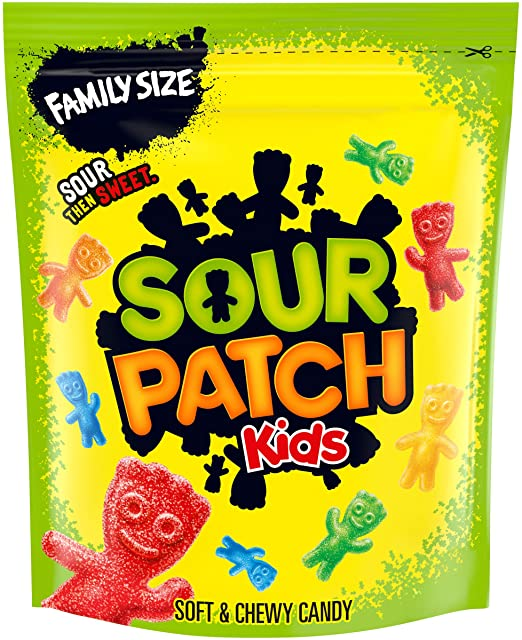 FAMILY SIZE
SOUR
THEN SWEET.
SOUR
PATCH
Kids
SOFT & CHEWY CANDY